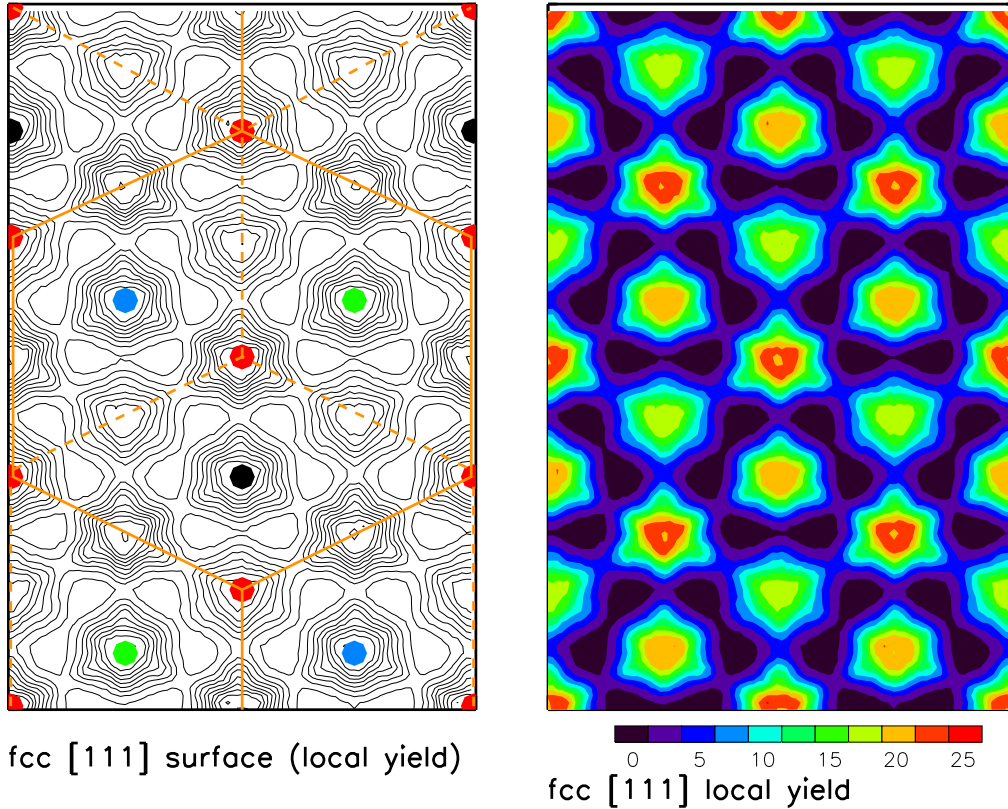 fcc [111] surface (local yield)
0 5 10 15 20 25
fcc [111] local yield